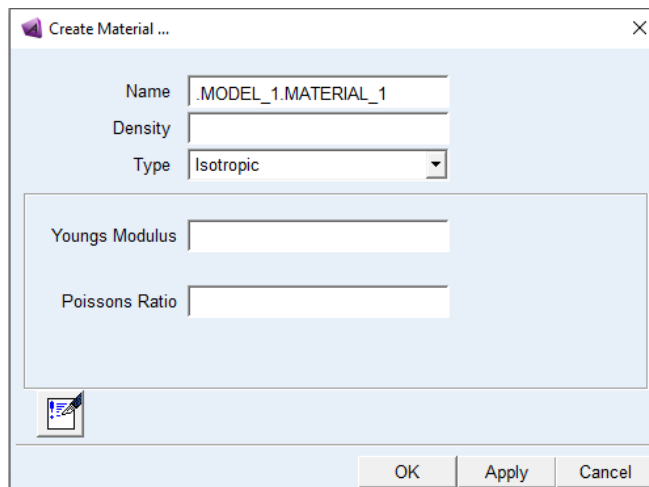 Create Material ...
Name .MODEL_1.MATERIAL_1
Density
Type Isotropic
Youngs Modulus
Poissons Ratio
OK Apply Cancel